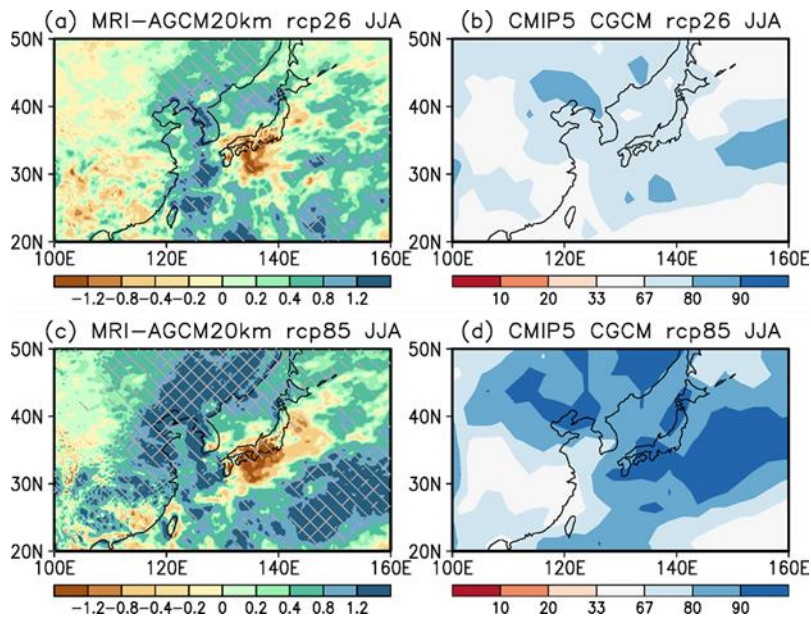 (a) MRI-AGCM20km rcp26 JJA
(b) CMIP5 CGCM rcp26 JJA
50N
40N
30N
20N
100E 120E 140E 160E
50N
40N
30N
20N
100E 120E 140E 160E
-1.2-0.8-0.4-0.2 0 0.2 0.4 0.8 1.2
10 20 33 67 80 90
(c) MRI-AGCM20km rcp85 JJA
(d) CMIP5 CGCM rcp85 JJA
50N
40N
30N
20N
100E 120E 140E 160E
50N
40N
30N
20N
100E 120E 140E 160E
-1.2-0.8-0.4-0.2 0 0.2 0.4 0.8 1.2
10 20 33 67 80 90